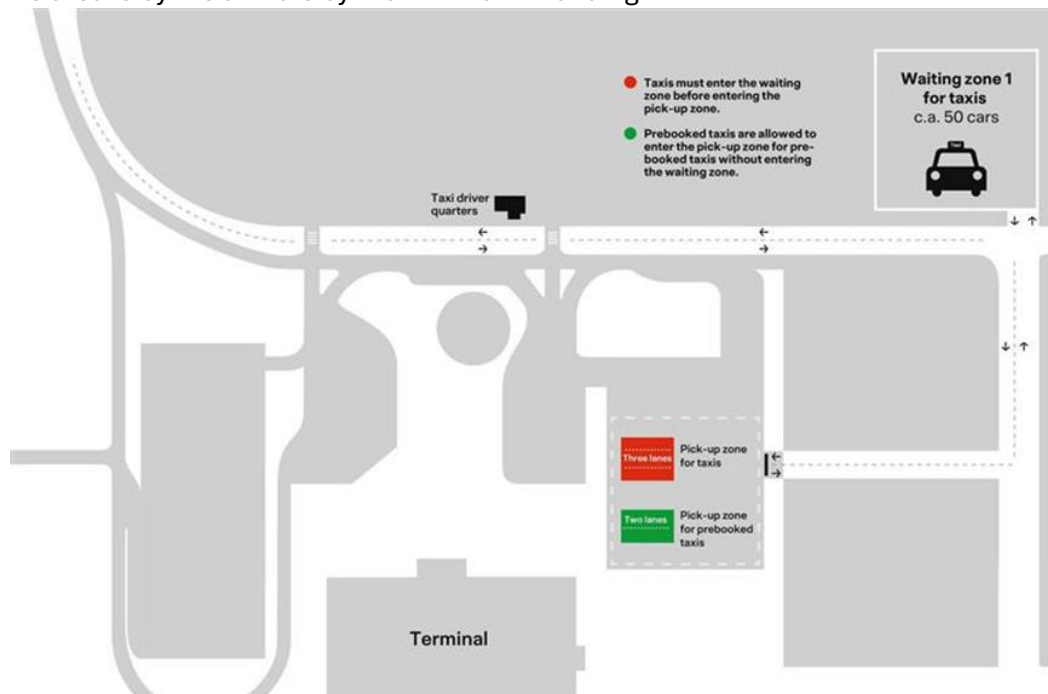 Taxis must enter the waiting
zone before entering the
pick-up zone.
Prebooked taxis are allowed to
enter the pick-up zone for pre-
booked taxis without entering
the waiting zone.
Waiting zone 1
for taxis
c.a. 50 cars
Taxi driver
quarters
Three lanes
Pick-up zone
for taxis
Two lanes
Pick-up zone
for prebooked
taxis
Terminal